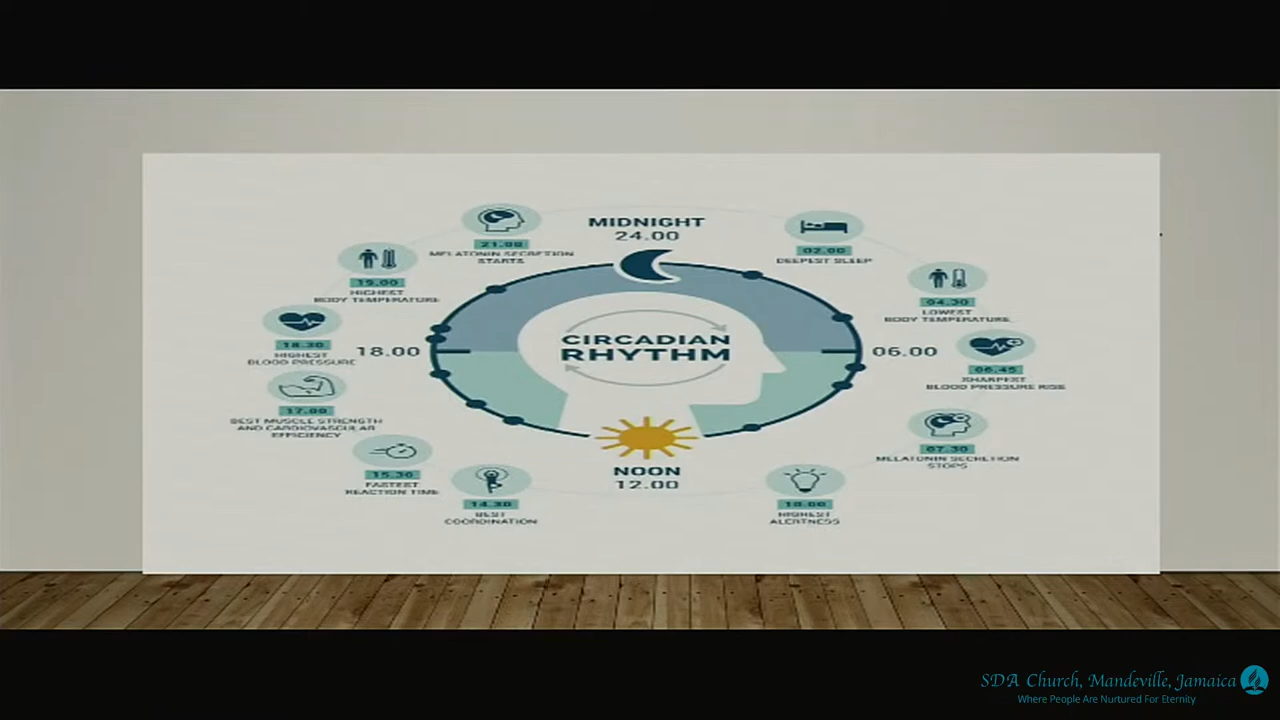 MIDNIGHT
24.00
02.00
DEEPEST SLEEP
04.30
LOWEST
BODY TEMPERATURE
06.00
06.45
SHARPEST
BLOOD PRESSURE RISE
07.30
MELATONIN SECRETION
STOPS
10.00
HIGHEST
ALERTNESS
NOON
12.00
14.30
BEST
COORDINATION
15.30
FASTEST
REACTION TIME
17.00
BEST MUSCLE STRENGTH
AND CARDIOVASCULAR
EFFICIENCY
18.00
18.30
HIGHEST
BLOOD PRESSURE
19.00
HIGHEST
BODY TEMPERATURE
21.00
MELATONIN SECRETION
STARTS
CIRCADIAN
RHYTHM
SDA Church, Mandeville, Jamaica
Where People Are Nurtured For Eternity